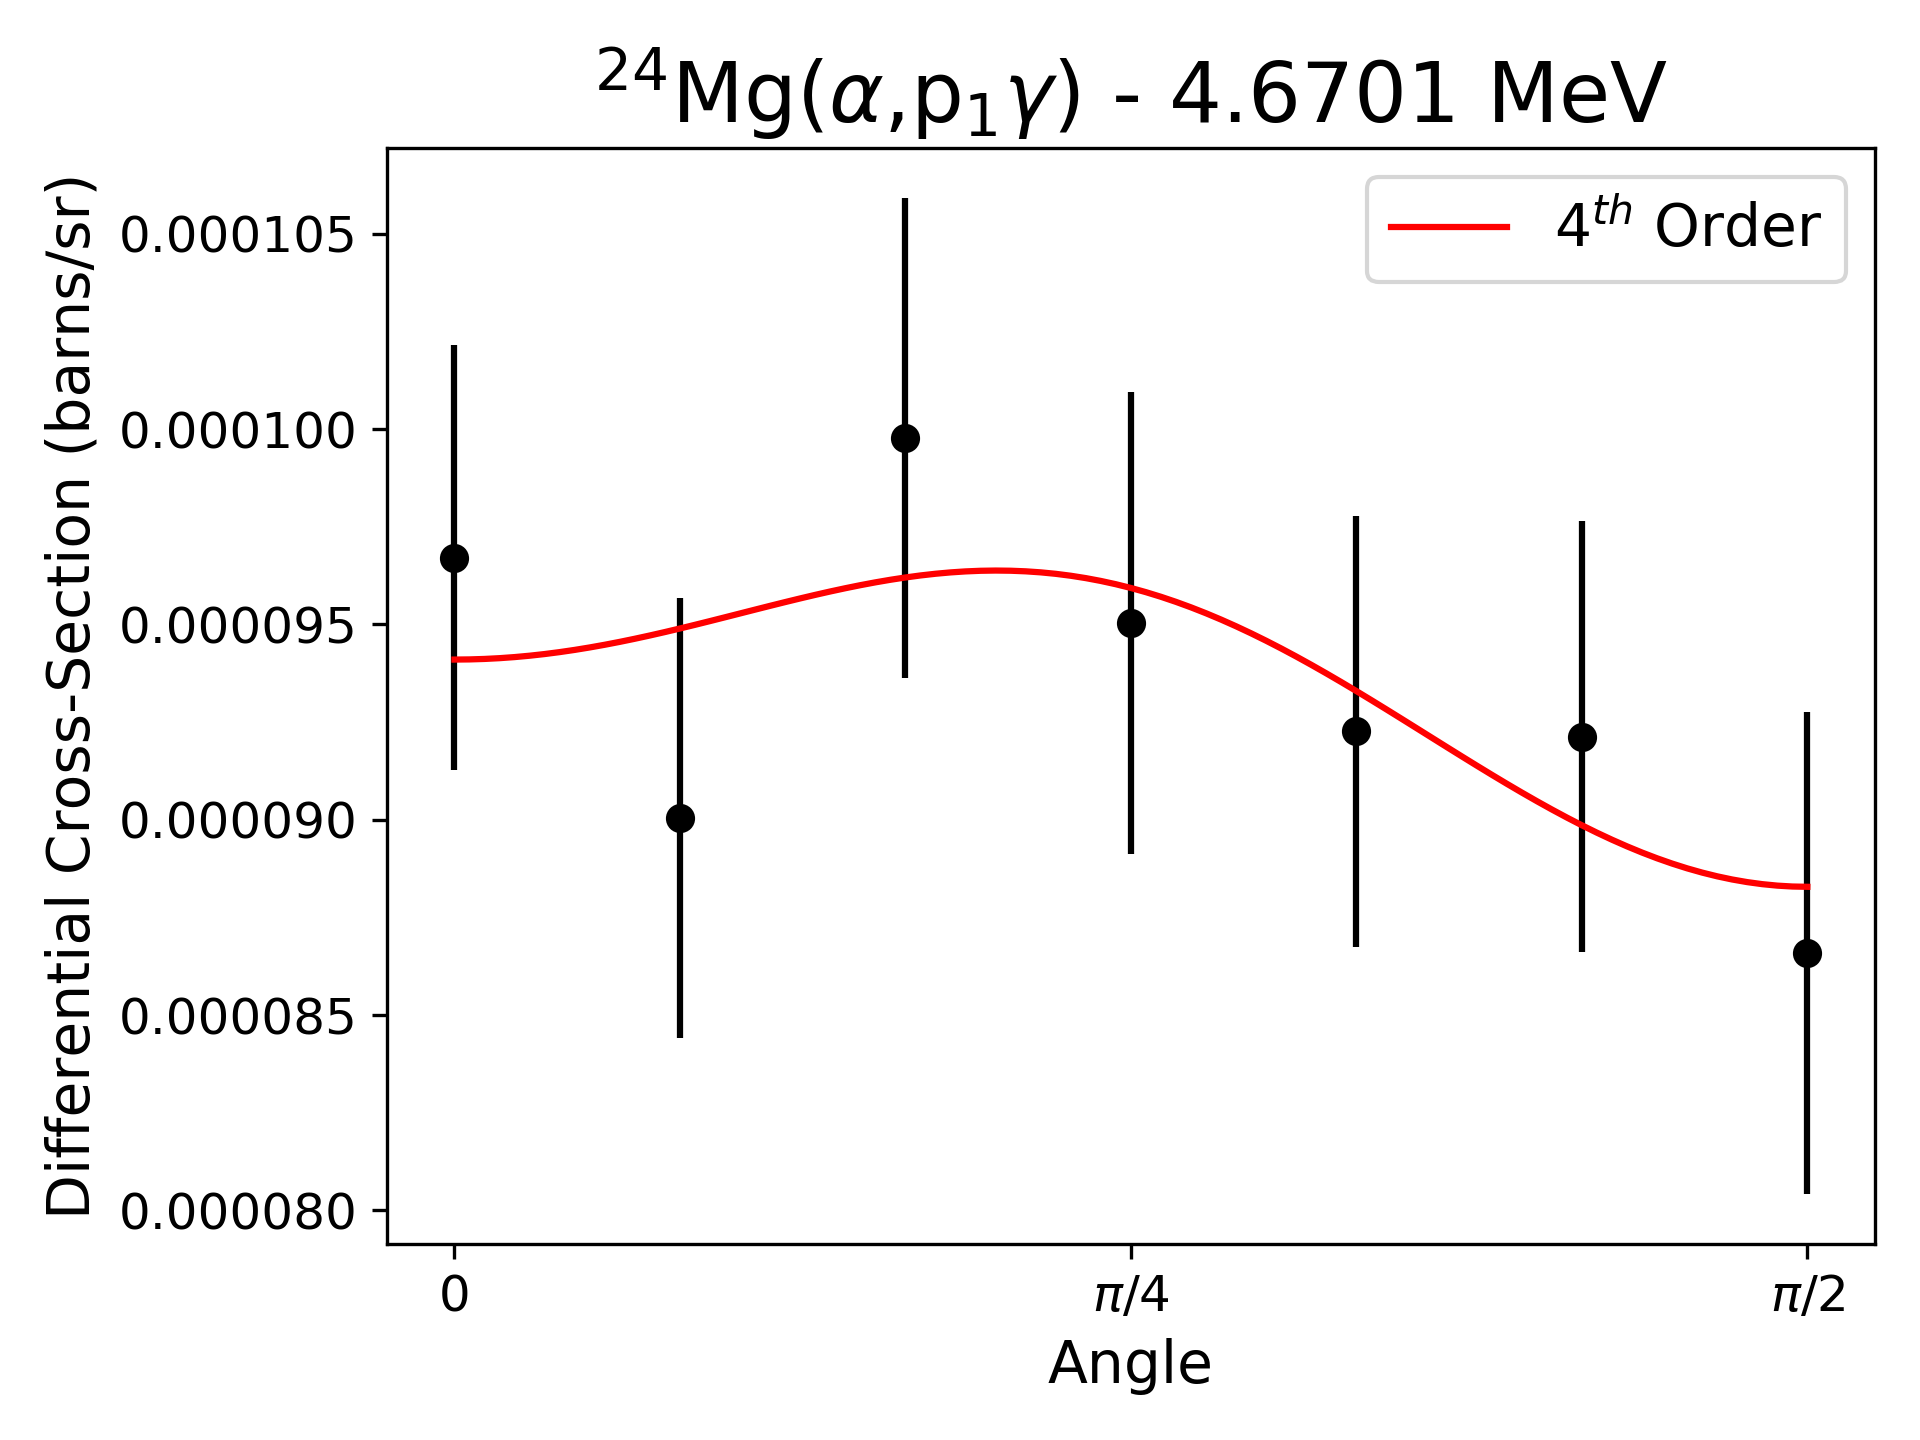 ²⁴Mg(α,p₁γ) - 4.6701 MeV
4ᵗʰ Order
Differential Cross-Section (barns/sr)
0.000105
0.000100
0.000095
0.000090
0.000085
0.000080
0 π/4 π/2
Angle